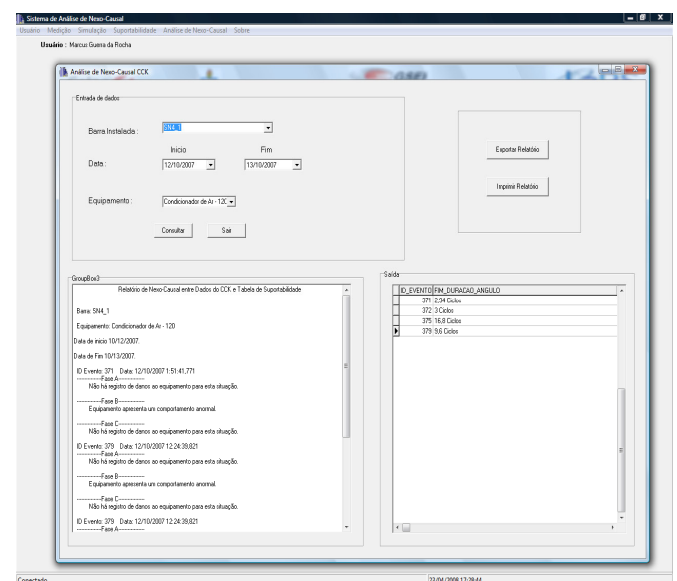 Sistema de Análise de Nexo-Causal
Usuário Medição Simulação Suportabilidade Análise de Nexo-Causal Sobre
Usuário : Marcus Guerra da Rocha
Análise de Nexo-Causal CCK
Entrada de dados
Barra Instalada :
SN4_1
Inicio Fim
Data :
12/10/2007 13/10/2007
Equipamento :
Condicionador de Ar - 120
Consultar Sair
Exportar Relatório
Imprimir Relatório
GroupBox3
Relatório de Nexo-Causal entre Dados do CCK e Tabela de Suportabilidade
Barra: SN4_1
Equipamento: Condicionador de Ar - 120
Data de inicio 10/12/2007.
Data de Fim 10/13/2007.
ID Evento: 371 Data: 12/10/2007 1:51:41,771
------------Fase A------------
Não há registro de danos ao equipamento para esta situação.
------------Fase B------------
Equipamento apresenta um comportamento anormal.
------------Fase C------------
Não há registro de danos ao equipamento para esta situação.
ID Evento: 379 Data: 12/10/2007 12:24:39,821
------------Fase A------------
Não há registro de danos ao equipamento para esta situação.
------------Fase B------------
Equipamento apresenta um comportamento anormal.
------------Fase C------------
Não há registro de danos ao equipamento para esta situação.
ID Evento: 379 Data: 12/10/2007 12:24:39,821
------------Fase A------------
Saída
ID_EVENTO FIM_DURACAO_ANGULO
371 2,94 Ciclos
372 3 Ciclos
375 16,8 Ciclos
379 9,6 Ciclos
Conectado
23/04/2008 17:28:44